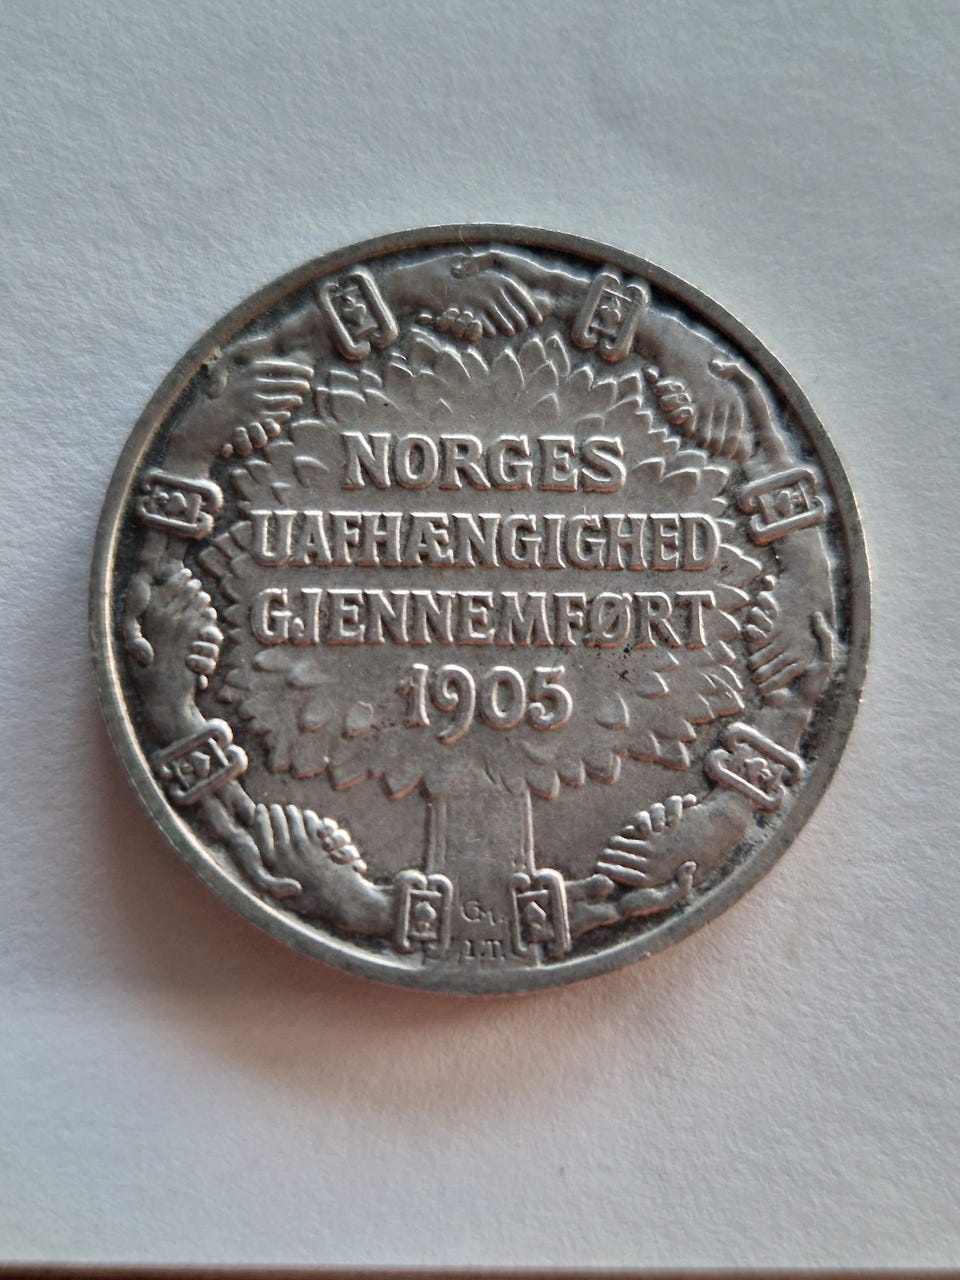 NORGES
UAFHÆNGIGHED
GJENNEMFØRT
1905
I.T.